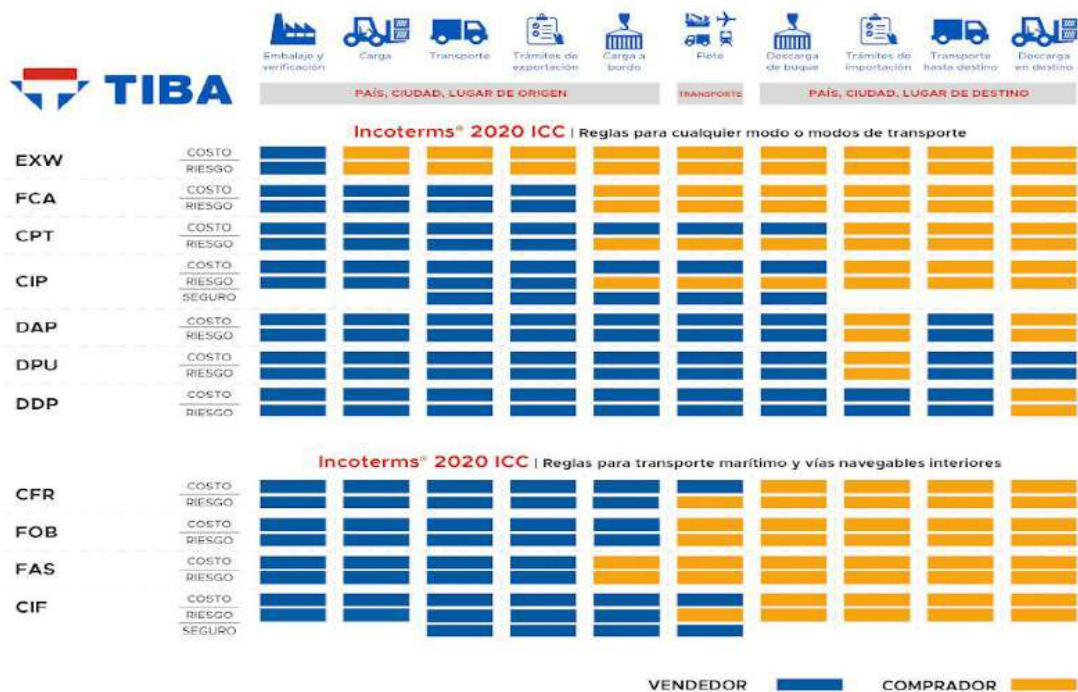 Embalaje y verificación
Carga
Transporte
Trámites de exportación
Carga a bordo
Flete
Descarga de buque
Trámites de importación
Transporte hasta destino
Descarga en destino
TIBA
PAÍS, CIUDAD, LUGAR DE ORIGEN
TRANSPORTE
PAÍS, CIUDAD, LUGAR DE DESTINO
Incoterms® 2020 ICC | Reglas para cualquier modo o modos de transporte
EXW
COSTO
RIESGO
FCA
COSTO
RIESGO
CPT
COSTO
RIESGO
CIP
COSTO
RIESGO
SEGURO
DAP
COSTO
RIESGO
DPU
COSTO
RIESGO
DDP
COSTO
RIESGO
Incoterms® 2020 ICC | Reglas para transporte marítimo y vías navegables interiores
CFR
COSTO
RIESGO
FOB
COSTO
RIESGO
FAS
COSTO
RIESGO
CIF
COSTO
RIESGO
SEGURO
VENDEDOR
COMPRADOR